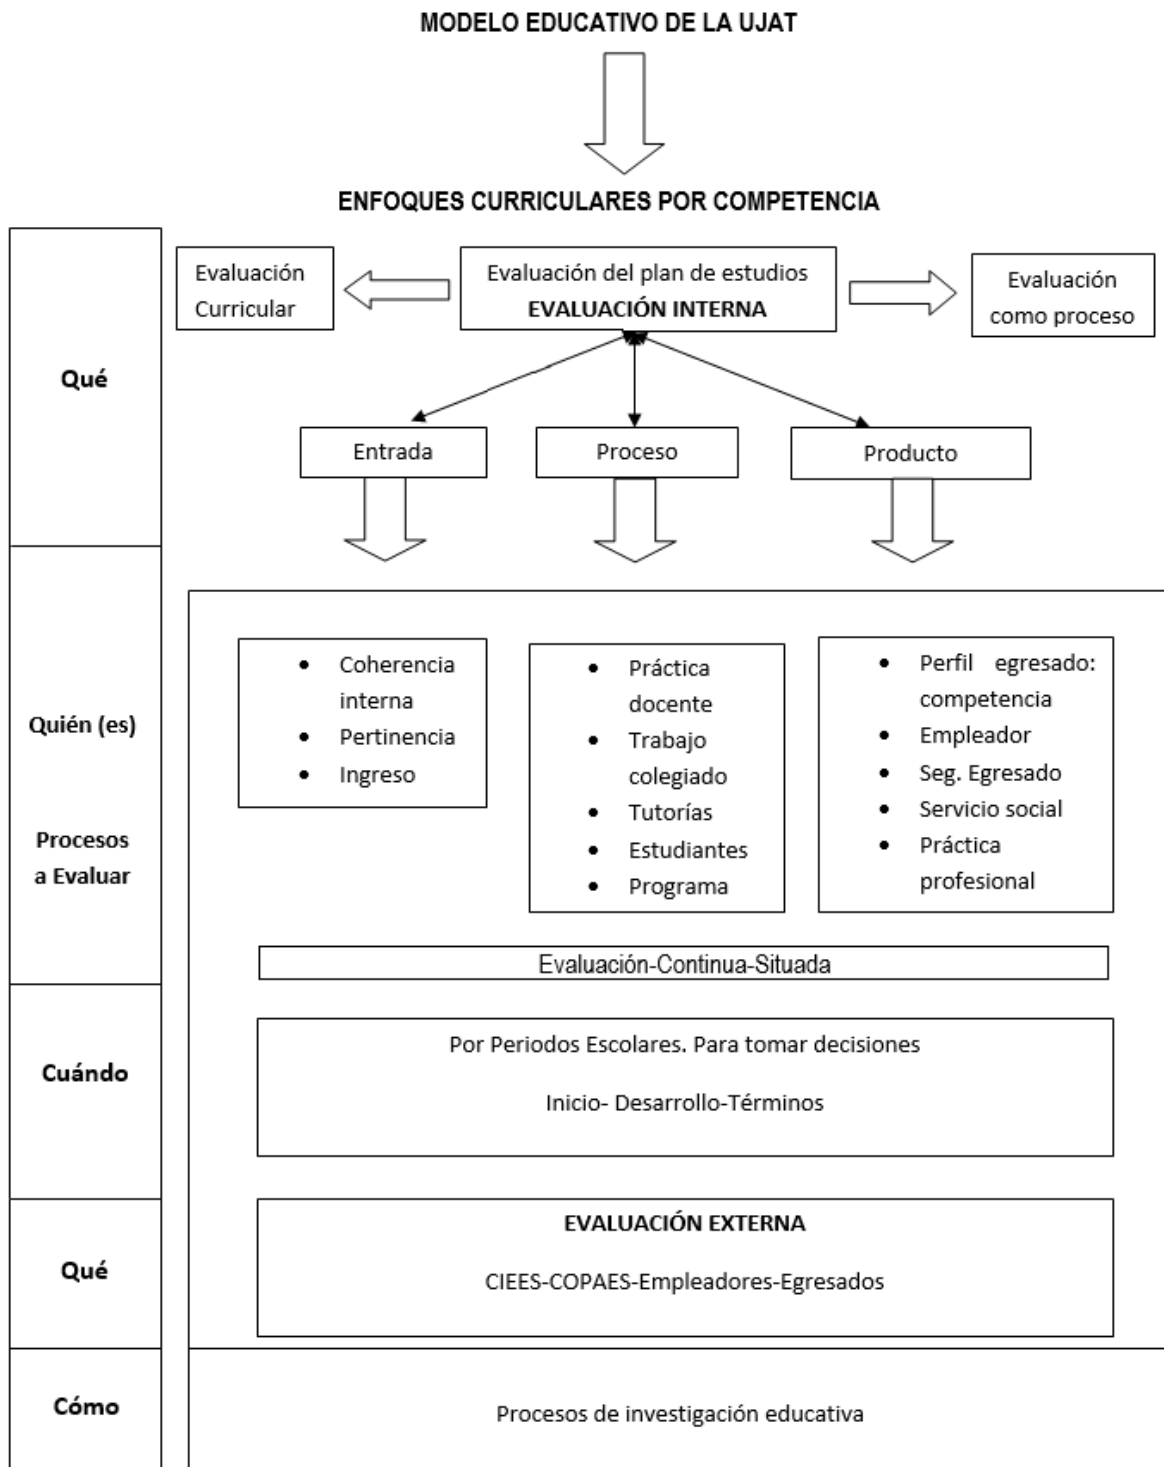 MODELO EDUCATIVO DE LA UJAT
ENFOQUES CURRICULARES POR COMPETENCIA
Qué
Evaluación
Curricular
Evaluación del plan de estudios
EVALUACIÓN INTERNA
Evaluación
como proceso
Entrada
Proceso
Producto
Quién (es)
Procesos
a Evaluar
• Coherencia
interna
• Pertinencia
• Ingreso
• Práctica
docente
• Trabajo
colegiado
• Tutorías
• Estudiantes
• Programa
• Perfil egresado:
competencia
• Empleador
• Seg. Egresado
• Servicio social
• Práctica
profesional
Evaluación-Continua-Situada
Cuándo
Por Periodos Escolares. Para tomar decisiones
Inicio- Desarrollo-Términos
Qué
EVALUACIÓN EXTERNA
CIEES-COPAES-Empleadores-Egresados
Cómo
Procesos de investigación educativa